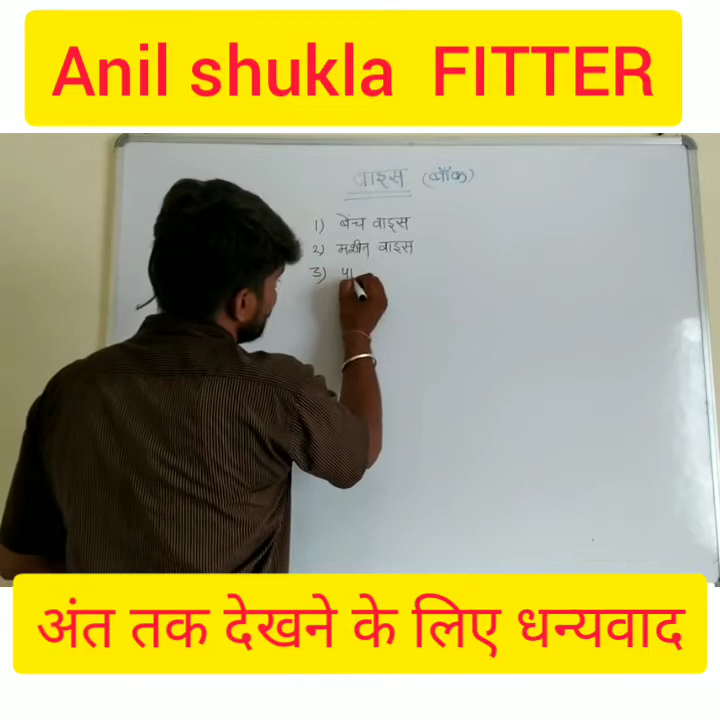 Anil shukla FITTER
वाइस (बाँक)
1) बेंच वाइस
2) मशीन वाइस
3) पा
अंत तक देखने के लिए धन्यवाद